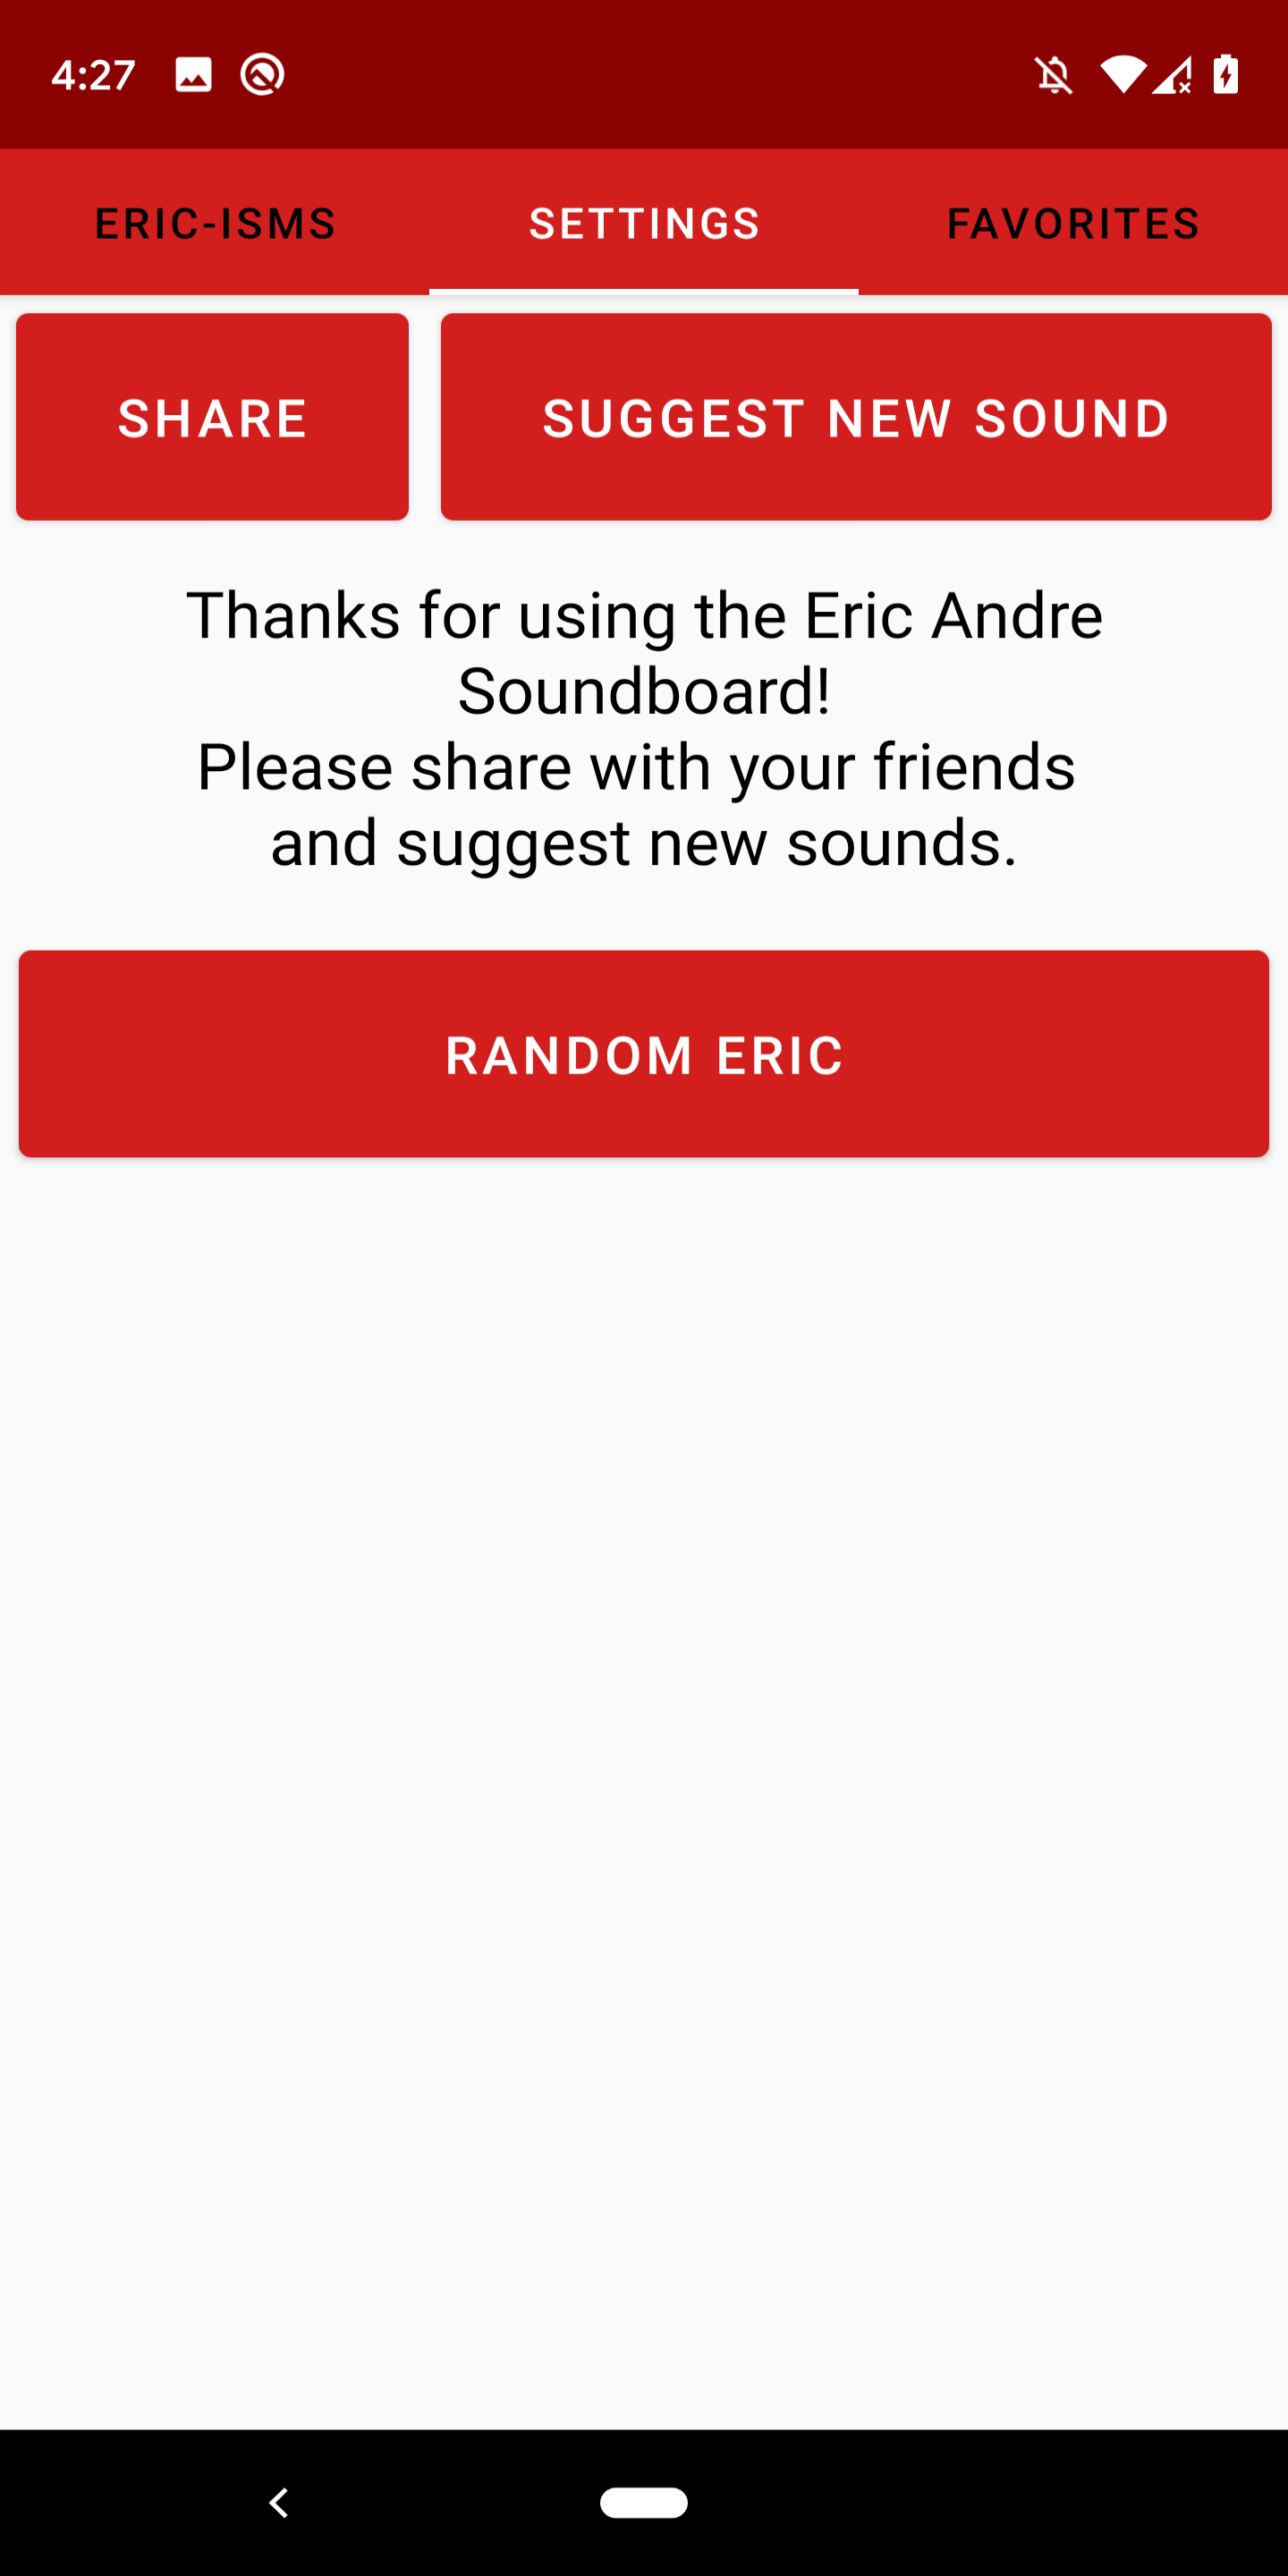 4:27
ERIC-ISMS
SETTINGS
FAVORITES
SHARE
SUGGEST NEW SOUND
Thanks for using the Eric Andre
Soundboard!
Please share with your friends
and suggest new sounds.
RANDOM ERIC